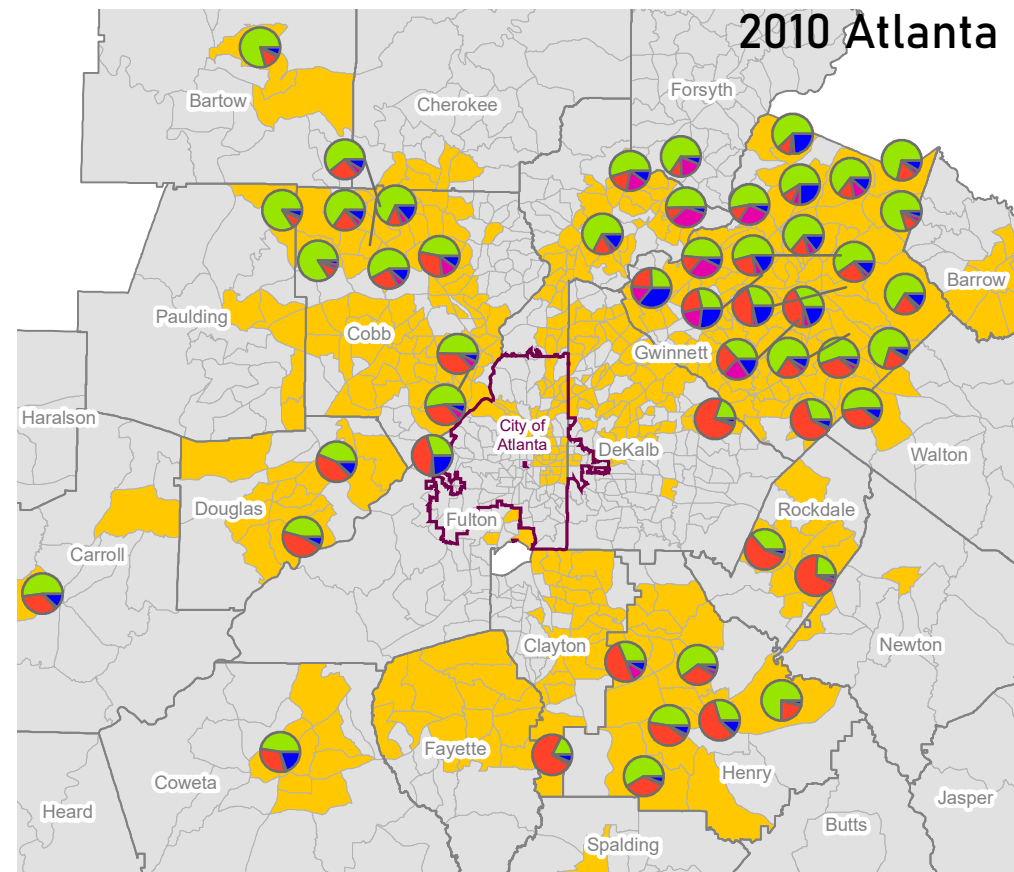 2010 Atlanta
Forsyth
Bartow
Cherokee
Barrow
Paulding
Cobb
Gwinnett
Haralson
City of
Atlanta
DeKalb
Walton
Douglas
Rockdale
Fulton
Carroll
Clayton
Newton
Fayette
Henry
Coweta
Jasper
Heard
Butts
Spalding